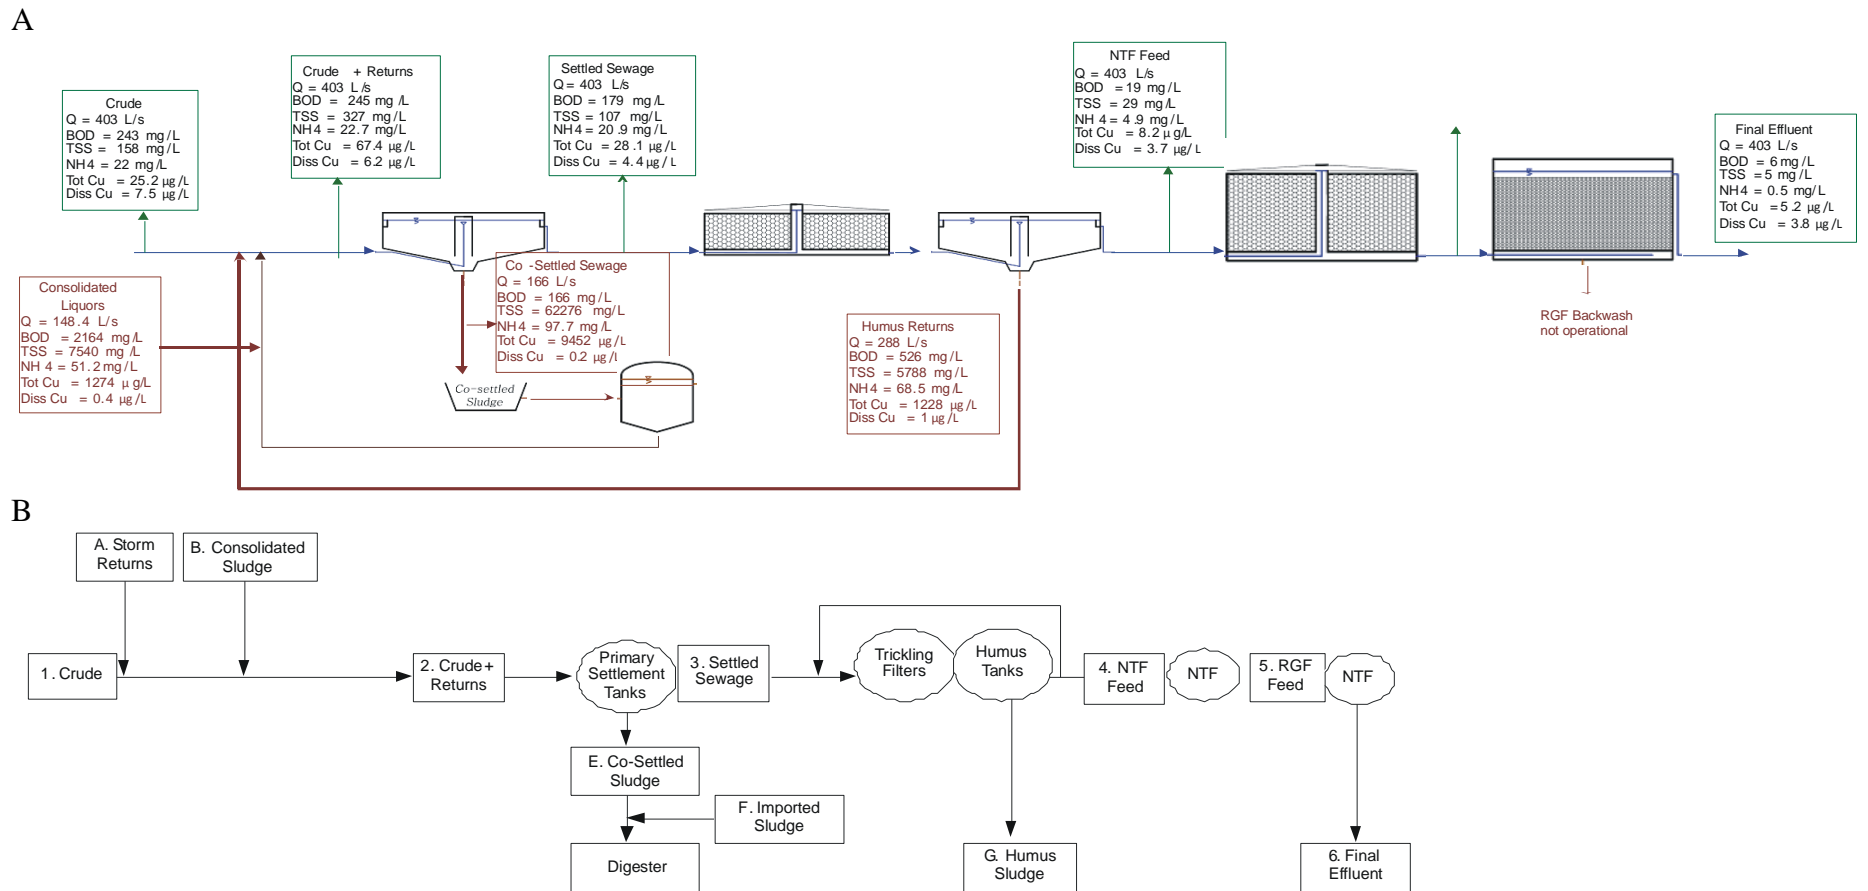 A
Crude
Q = 403 L/s
BOD = 243 mg/L
TSS = 158 mg/L
NH4 = 22 mg/L
Tot Cu = 25.2 µg/L
Diss Cu = 7.5 µg/L
Crude + Returns
Q = 403 L/s
BOD = 245 mg/L
TSS = 327 mg/L
NH4 = 22.7 mg/L
Tot Cu = 67.4 µg/L
Diss Cu = 6.2 µg/L
Settled Sewage
Q = 403 L/s
BOD = 179 mg/L
TSS = 107 mg/L
NH4 = 20.9 mg/L
Tot Cu = 28.1 µg/L
Diss Cu = 4.4 µg/L
NTF Feed
Q = 403 L/s
BOD = 19 mg/L
TSS = 29 mg/L
NH4 = 4.9 mg/L
Tot Cu = 8.2 µg/L
Diss Cu = 3.7 µg/L
Final Effluent
Q = 403 L/s
BOD = 6 mg/L
TSS = 5 mg/L
NH4 = 0.5 mg/L
Tot Cu = 5.2 µg/L
Diss Cu = 3.8 µg/L
Consolidated
Liquors
Q = 148.4 L/s
BOD = 2164 mg/L
TSS = 7540 mg/L
NH4 = 51.2 mg/L
Tot Cu = 1274 µg/L
Diss Cu = 0.4 µg/L
Co-Settled Sewage
Q = 166 L/s
BOD = 166 mg/L
TSS = 62276 mg/L
NH4 = 97.7 mg/L
Tot Cu = 9452 µg/L
Diss Cu = 0.2 µg/L
Co-settled
Sludge
Humus Returns
Q = 288 L/s
BOD = 526 mg/L
TSS = 5788 mg/L
NH4 = 68.5 mg/L
Tot Cu = 1228 µg/L
Diss Cu = 1 µg/L
RGF Backwash
not operational
B
A. Storm
Returns
B. Consolidated
Sludge
1. Crude
2. Crude+
Returns
Primary
Settlement
Tanks
3. Settled
Sewage
Trickling
Filters
Humus
Tanks
4. NTF
Feed
NTF
5. RGF
Feed
NTF
E. Co-Settled
Sludge
F. Imported
Sludge
Digester
G. Humus
Sludge
6. Final
Effluent